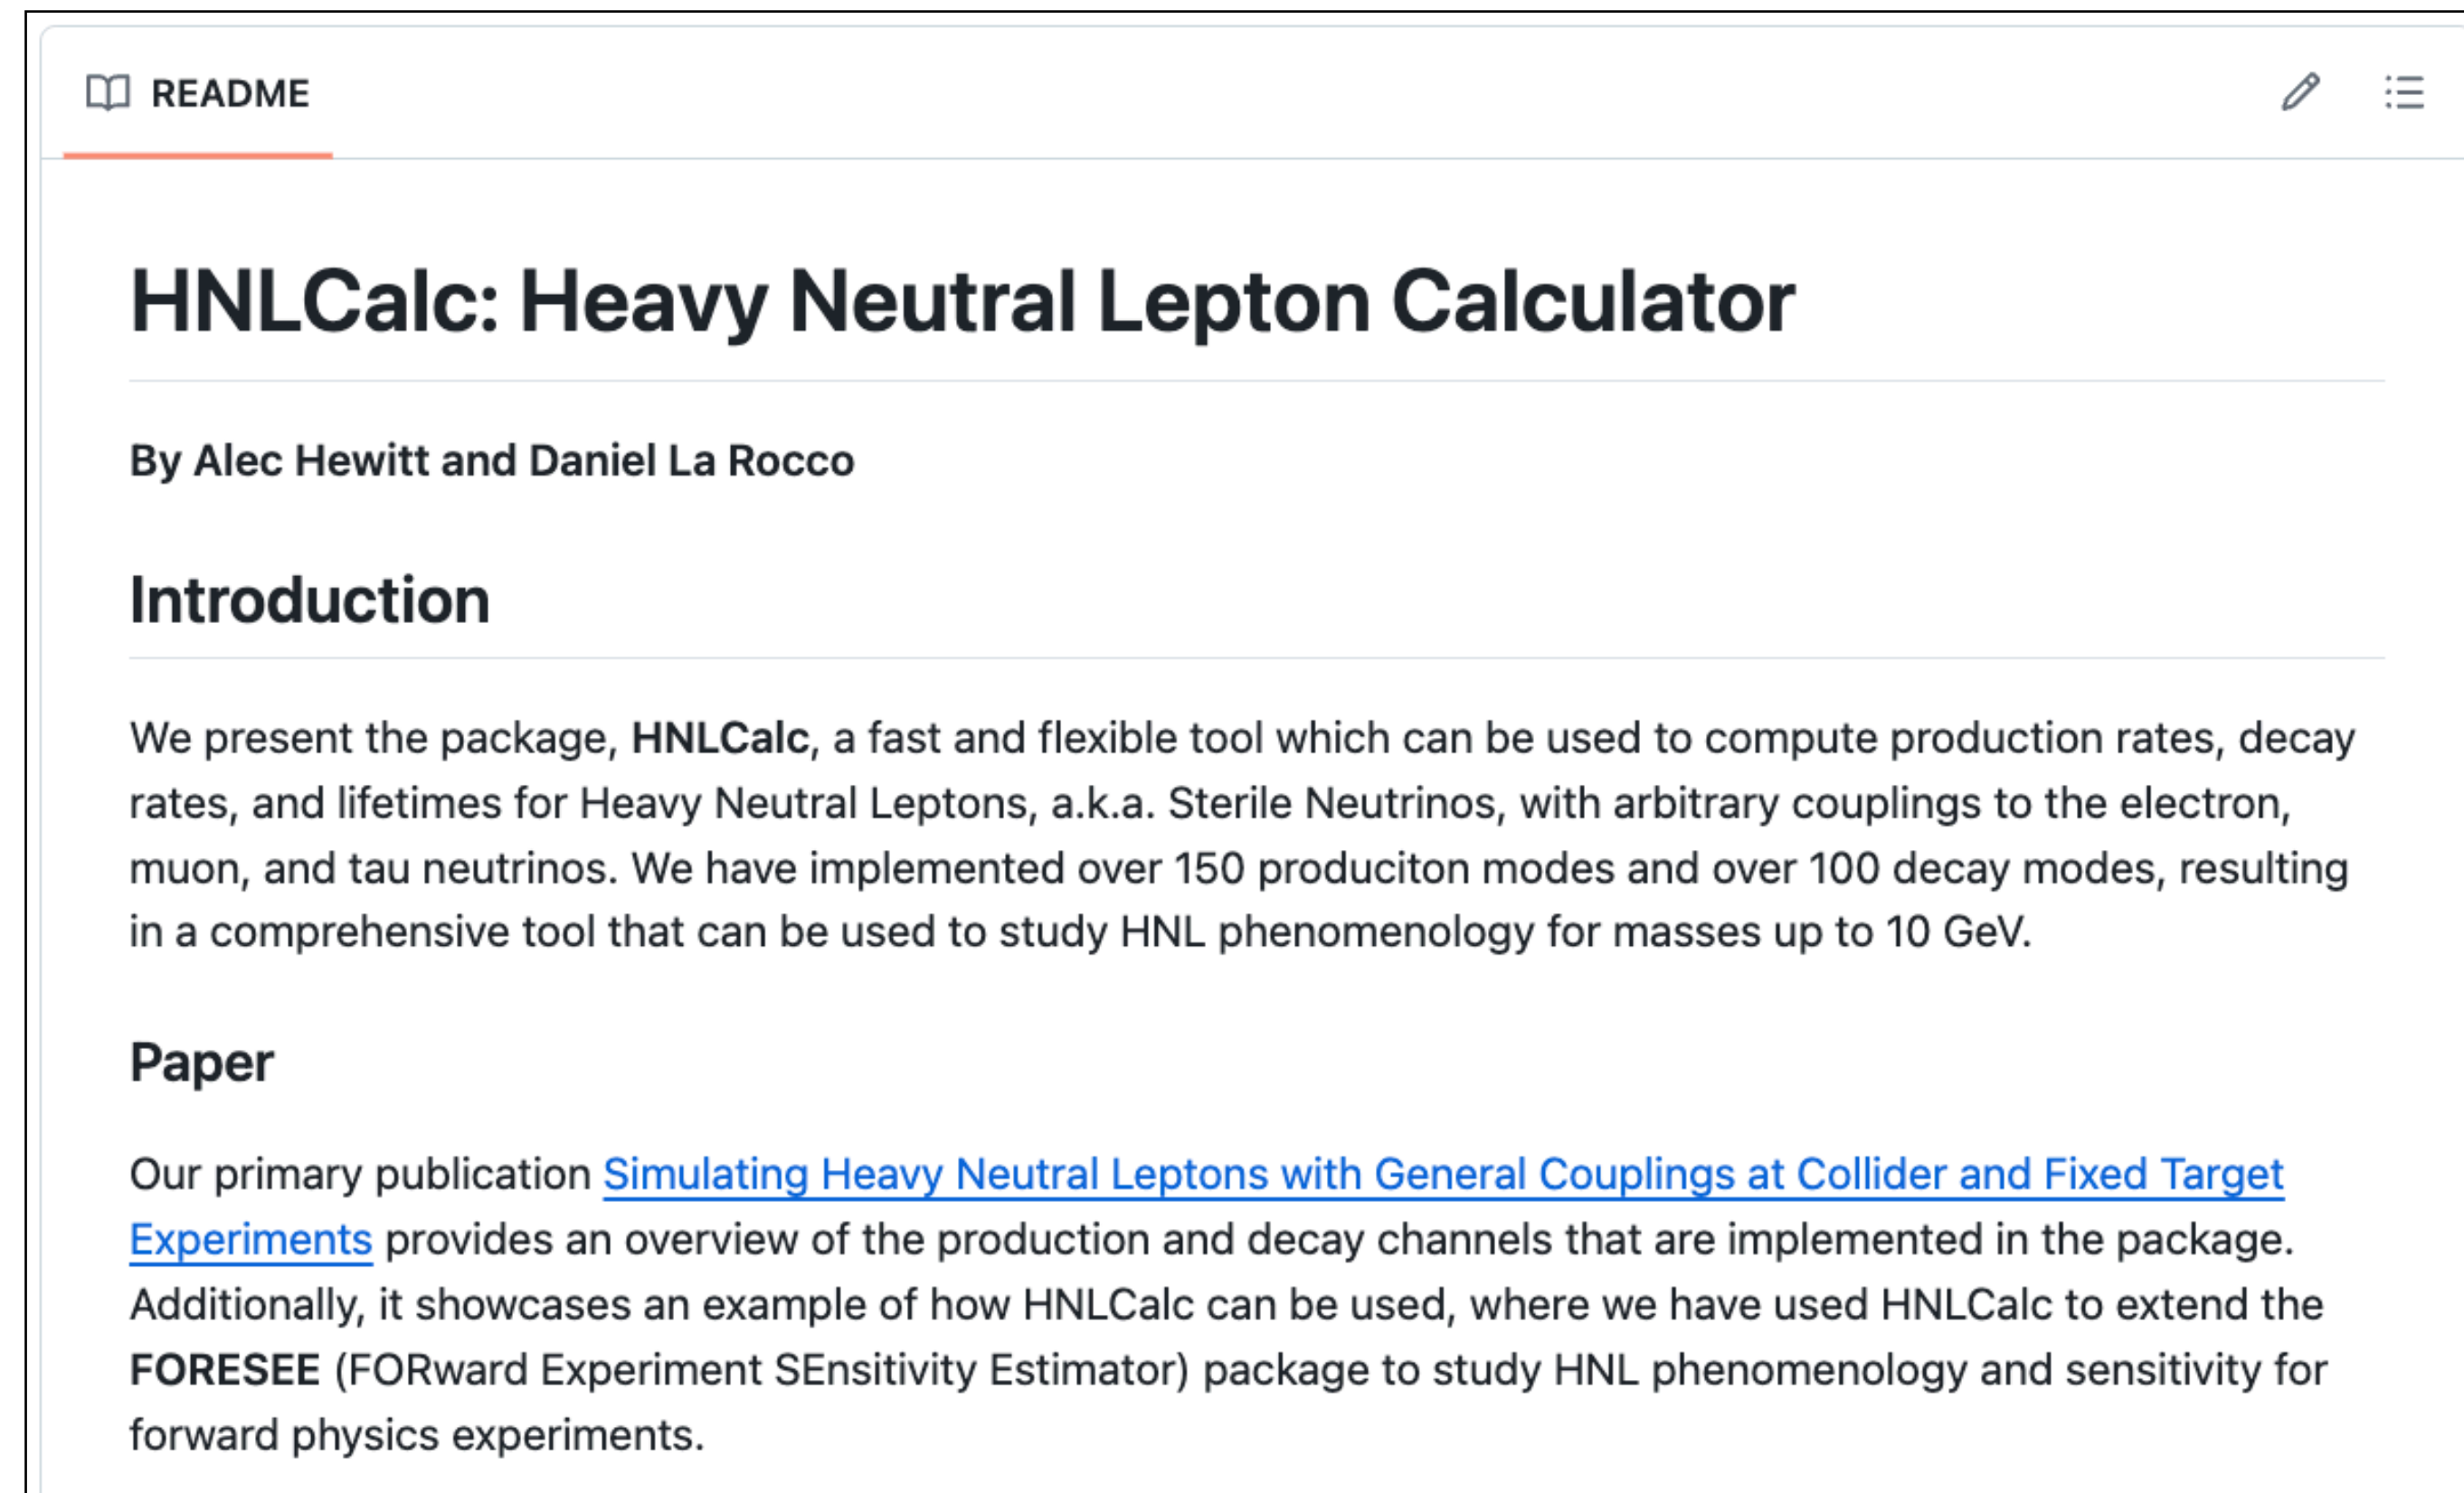 README
HNLCalc: Heavy Neutral Lepton Calculator
By Alec Hewitt and Daniel La Rocco
Introduction
We present the package, HNLCalc, a fast and flexible tool which can be used to compute production rates, decay
rates, and lifetimes for Heavy Neutral Leptons, a.k.a. Sterile Neutrinos, with arbitrary couplings to the electron,
muon, and tau neutrinos. We have implemented over 150 produciton modes and over 100 decay modes, resulting
in a comprehensive tool that can be used to study HNL phenomenology for masses up to 10 GeV.
Paper
Our primary publication Simulating Heavy Neutral Leptons with General Couplings at Collider and Fixed Target
Experiments provides an overview of the production and decay channels that are implemented in the package.
Additionally, it showcases an example of how HNLCalc can be used, where we have used HNLCalc to extend the
FORESEE (FORward Experiment SEnsitivity Estimator) package to study HNL phenomenology and sensitivity for
forward physics experiments.